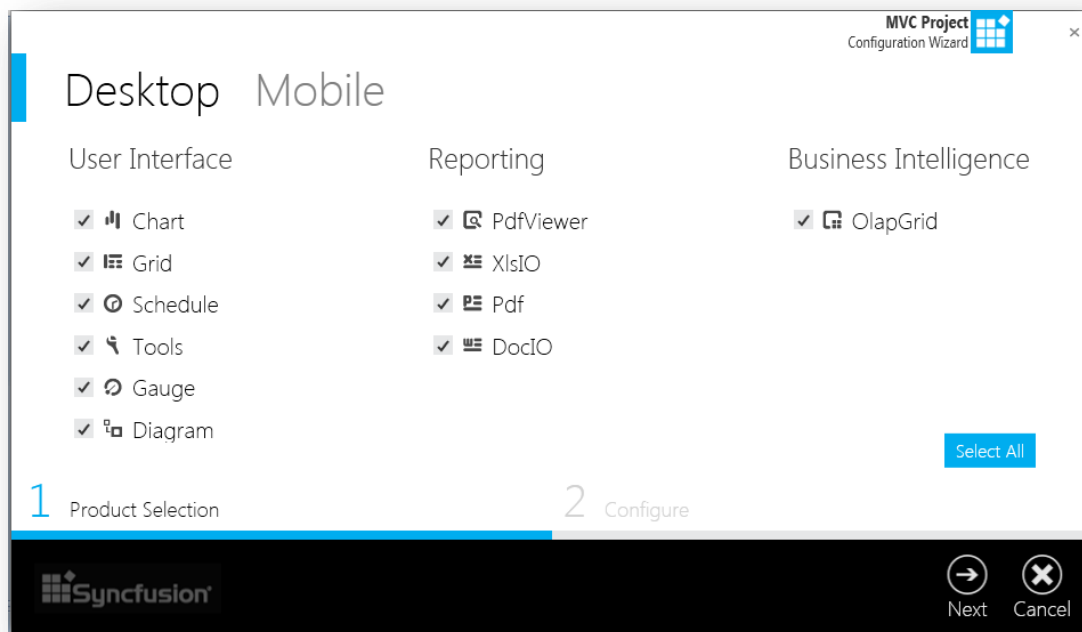 MVC Project
Configuration Wizard
Desktop Mobile
User Interface
Chart
Grid
Schedule
Tools
Gauge
Diagram
Reporting
PdfViewer
XlsIO
Pdf
DocIO
Business Intelligence
OlapGrid
Select All
1 Product Selection
2 Configure
Syncfusion
Next
Cancel